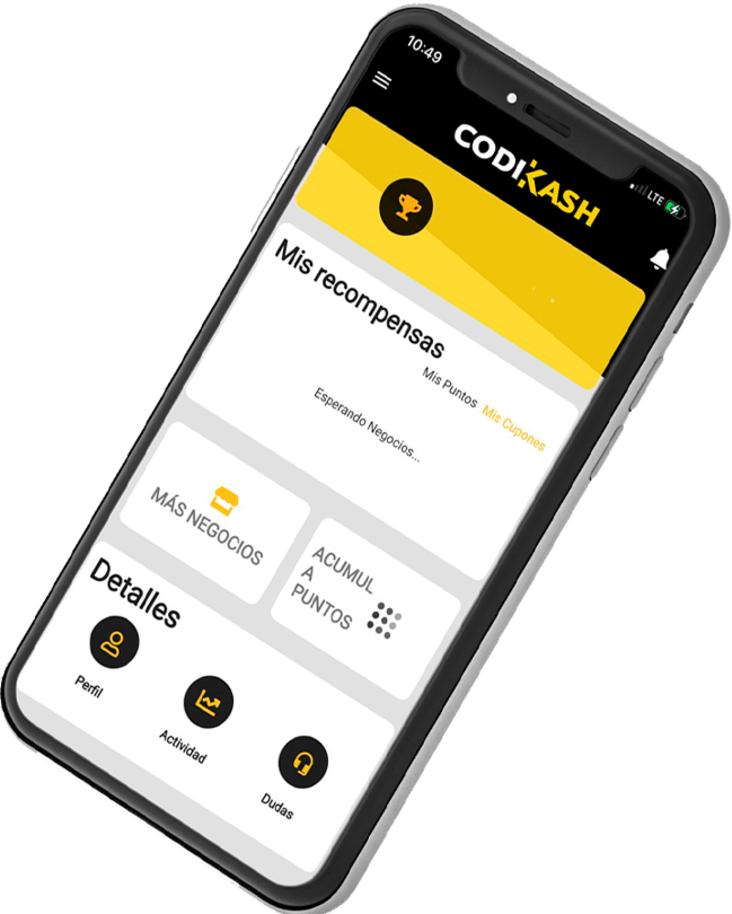 10:49
LTE
CODIKASH
Mis recompensas
Mis Puntos Mis Cupones
Esperando Negocios...
MÁS NEGOCIOS
ACUMUL
A
PUNTOS
Detalles
Perfil
Actividad
Dudas